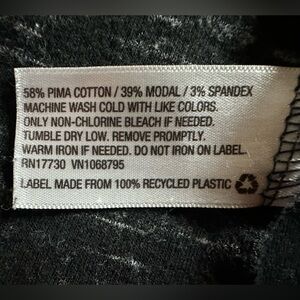 58% PIMA COTTON / 39% MODAL / 3% SPANDEX
MACHINE WASH COLD WITH LIKE COLORS.
ONLY NON-CHLORINE BLEACH IF NEEDED.
TUMBLE DRY LOW. REMOVE PROMPTLY.
WARM IRON IF NEEDED. DO NOT IRON ON LABEL.
RN17730 VN1068795
LABEL MADE FROM 100% RECYCLED PLASTIC